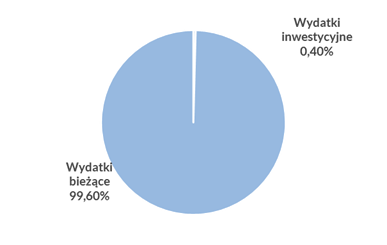 Wydatki
inwestycyjne
0,40%
Wydatki
bieżące
99,60%